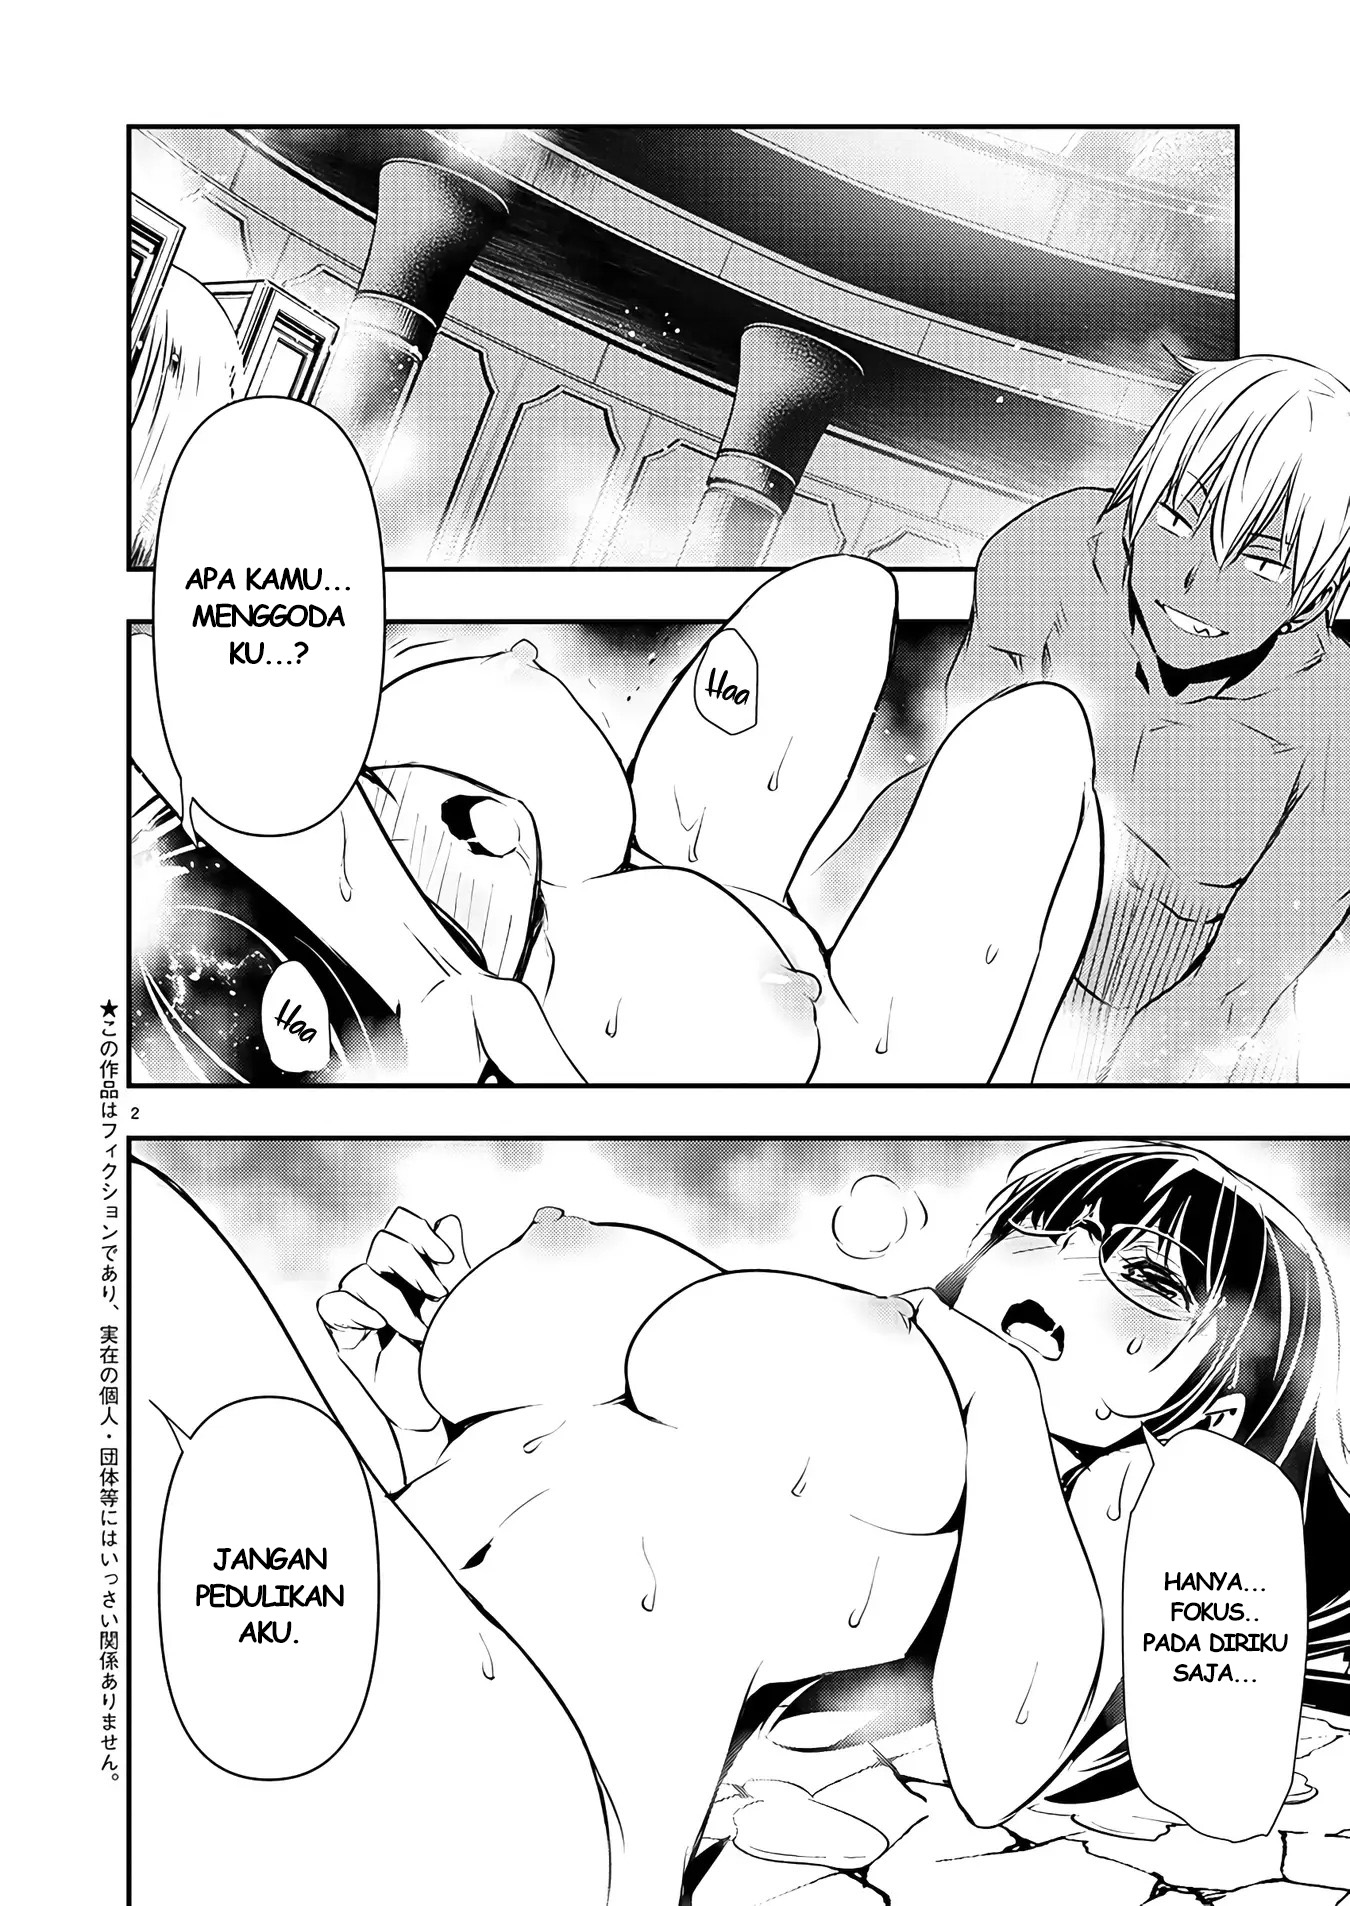 APA KAMU...
MENGGODA
KU...?
Haa
Haa
★この作品はフィクションであり、実在の個人・団体等にはいっさい関係ありません。
2
HANYA...
FOKUS..
PADA DIRIKU
SAJA...
JANGAN
PEDULIKAN
AKU.